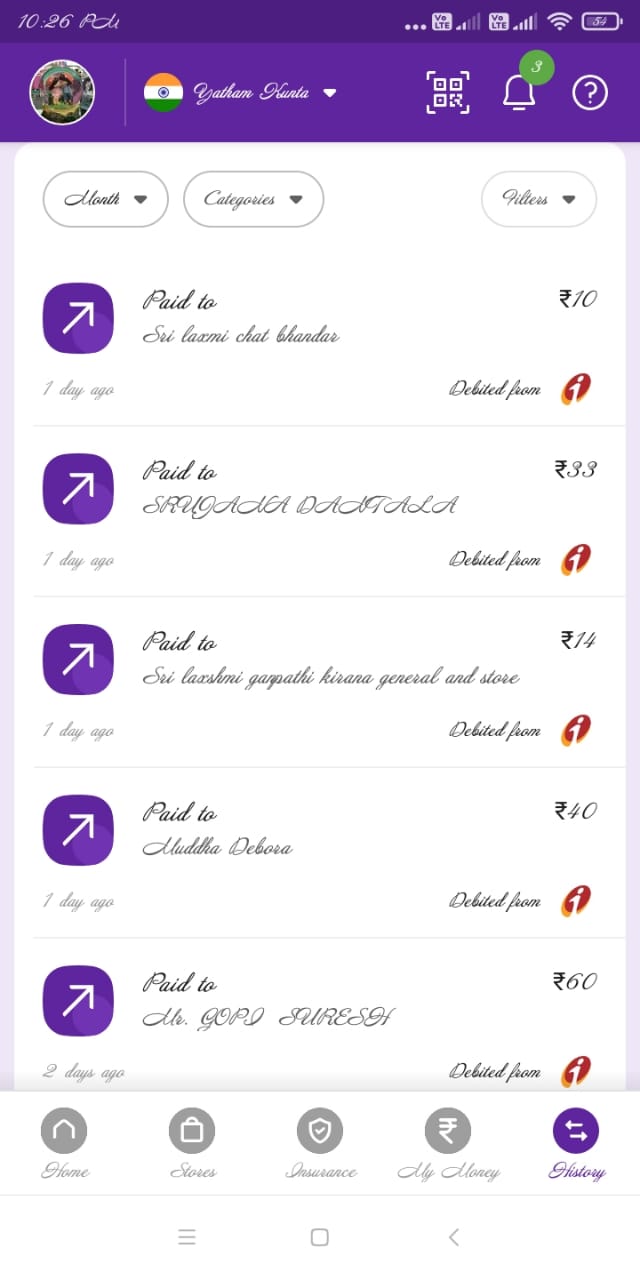 10:26 PM
Vo LTE Vo LTE 54
Yatham Kunta
3
?
Month Categories Filters
Paid to ₹10
Sri laxmi chat bhandar
1 day ago Debited from
Paid to ₹33
SRUJANA DANTALA
1 day ago Debited from
Paid to ₹14
Sri laxshmi ganpathi kirana general and store
1 day ago Debited from
Paid to ₹40
Muddha Debora
1 day ago Debited from
Paid to ₹60
Mr. GOPI SURESH
2 days ago Debited from
Home Stores Insurance My Money History